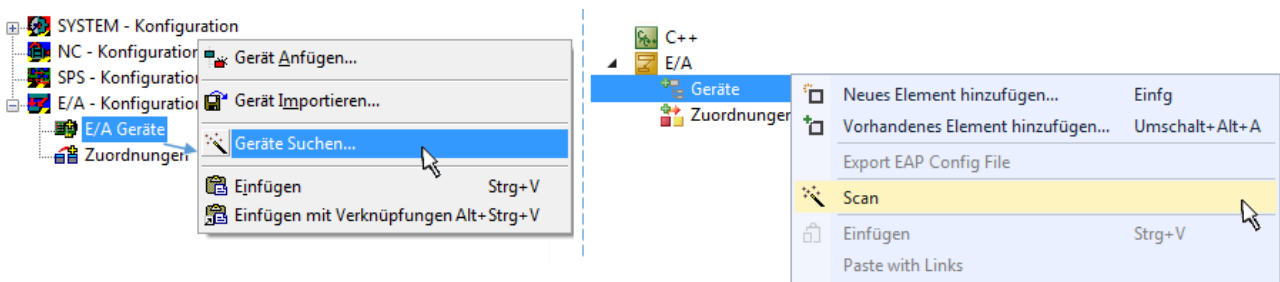 SYSTEM - Konfiguration
NC - Konfiguration
SPS - Konfiguration
E/A - Konfiguration
E/A Geräte
Zuordnungen
Gerät Anfügen...
Gerät Importieren...
Geräte Suchen...
Einfügen Strg+V
Einfügen mit Verknüpfungen Alt+Strg+V
C++
E/A
Geräte
Zuordnungen
Neues Element hinzufügen... Einfg
Vorhandenes Element hinzufügen... Umschalt+Alt+A
Export EAP Config File
Scan
Einfügen Strg+V
Paste with Links